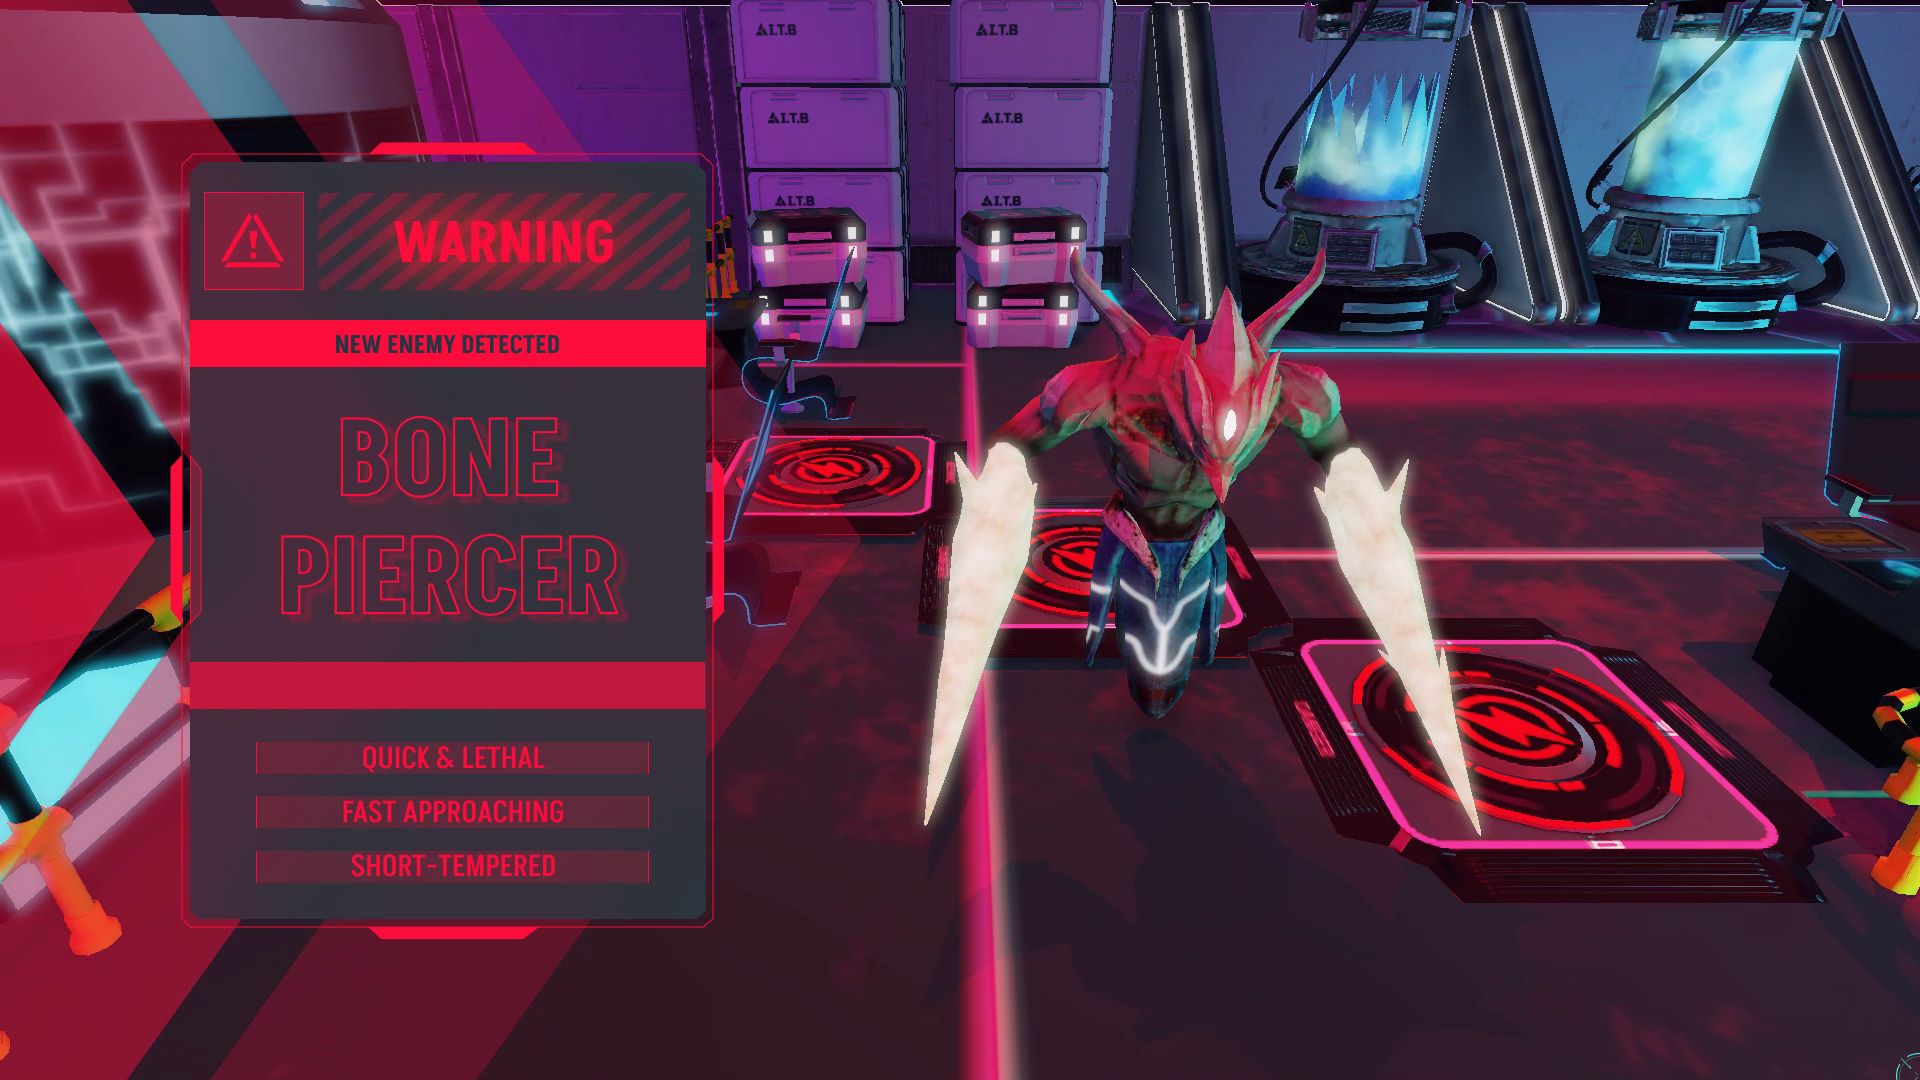 A.I.T.B
A.I.T.B
A.I.T.B
A.I.T.B
A.I.T.B
A.I.T.B
WARNING
NEW ENEMY DETECTED
BONE
PIERCER
QUICK & LETHAL
FAST APPROACHING
SHORT-TEMPERED